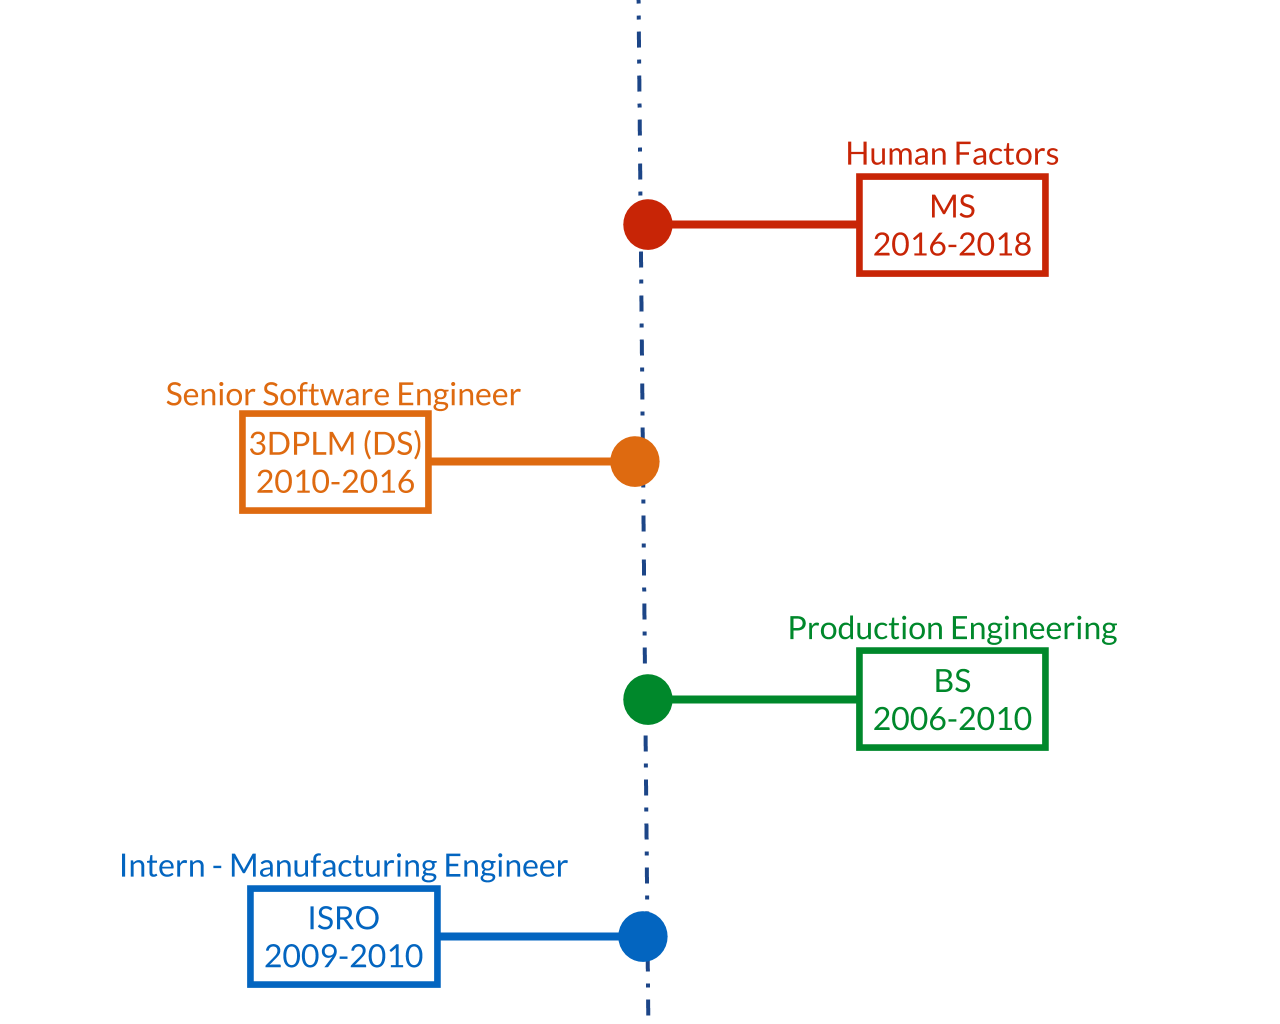 Human Factors
MS
2016-2018
Senior Software Engineer
3DPLM (DS)
2010-2016
Production Engineering
BS
2006-2010
Intern - Manufacturing Engineer
ISRO
2009-2010